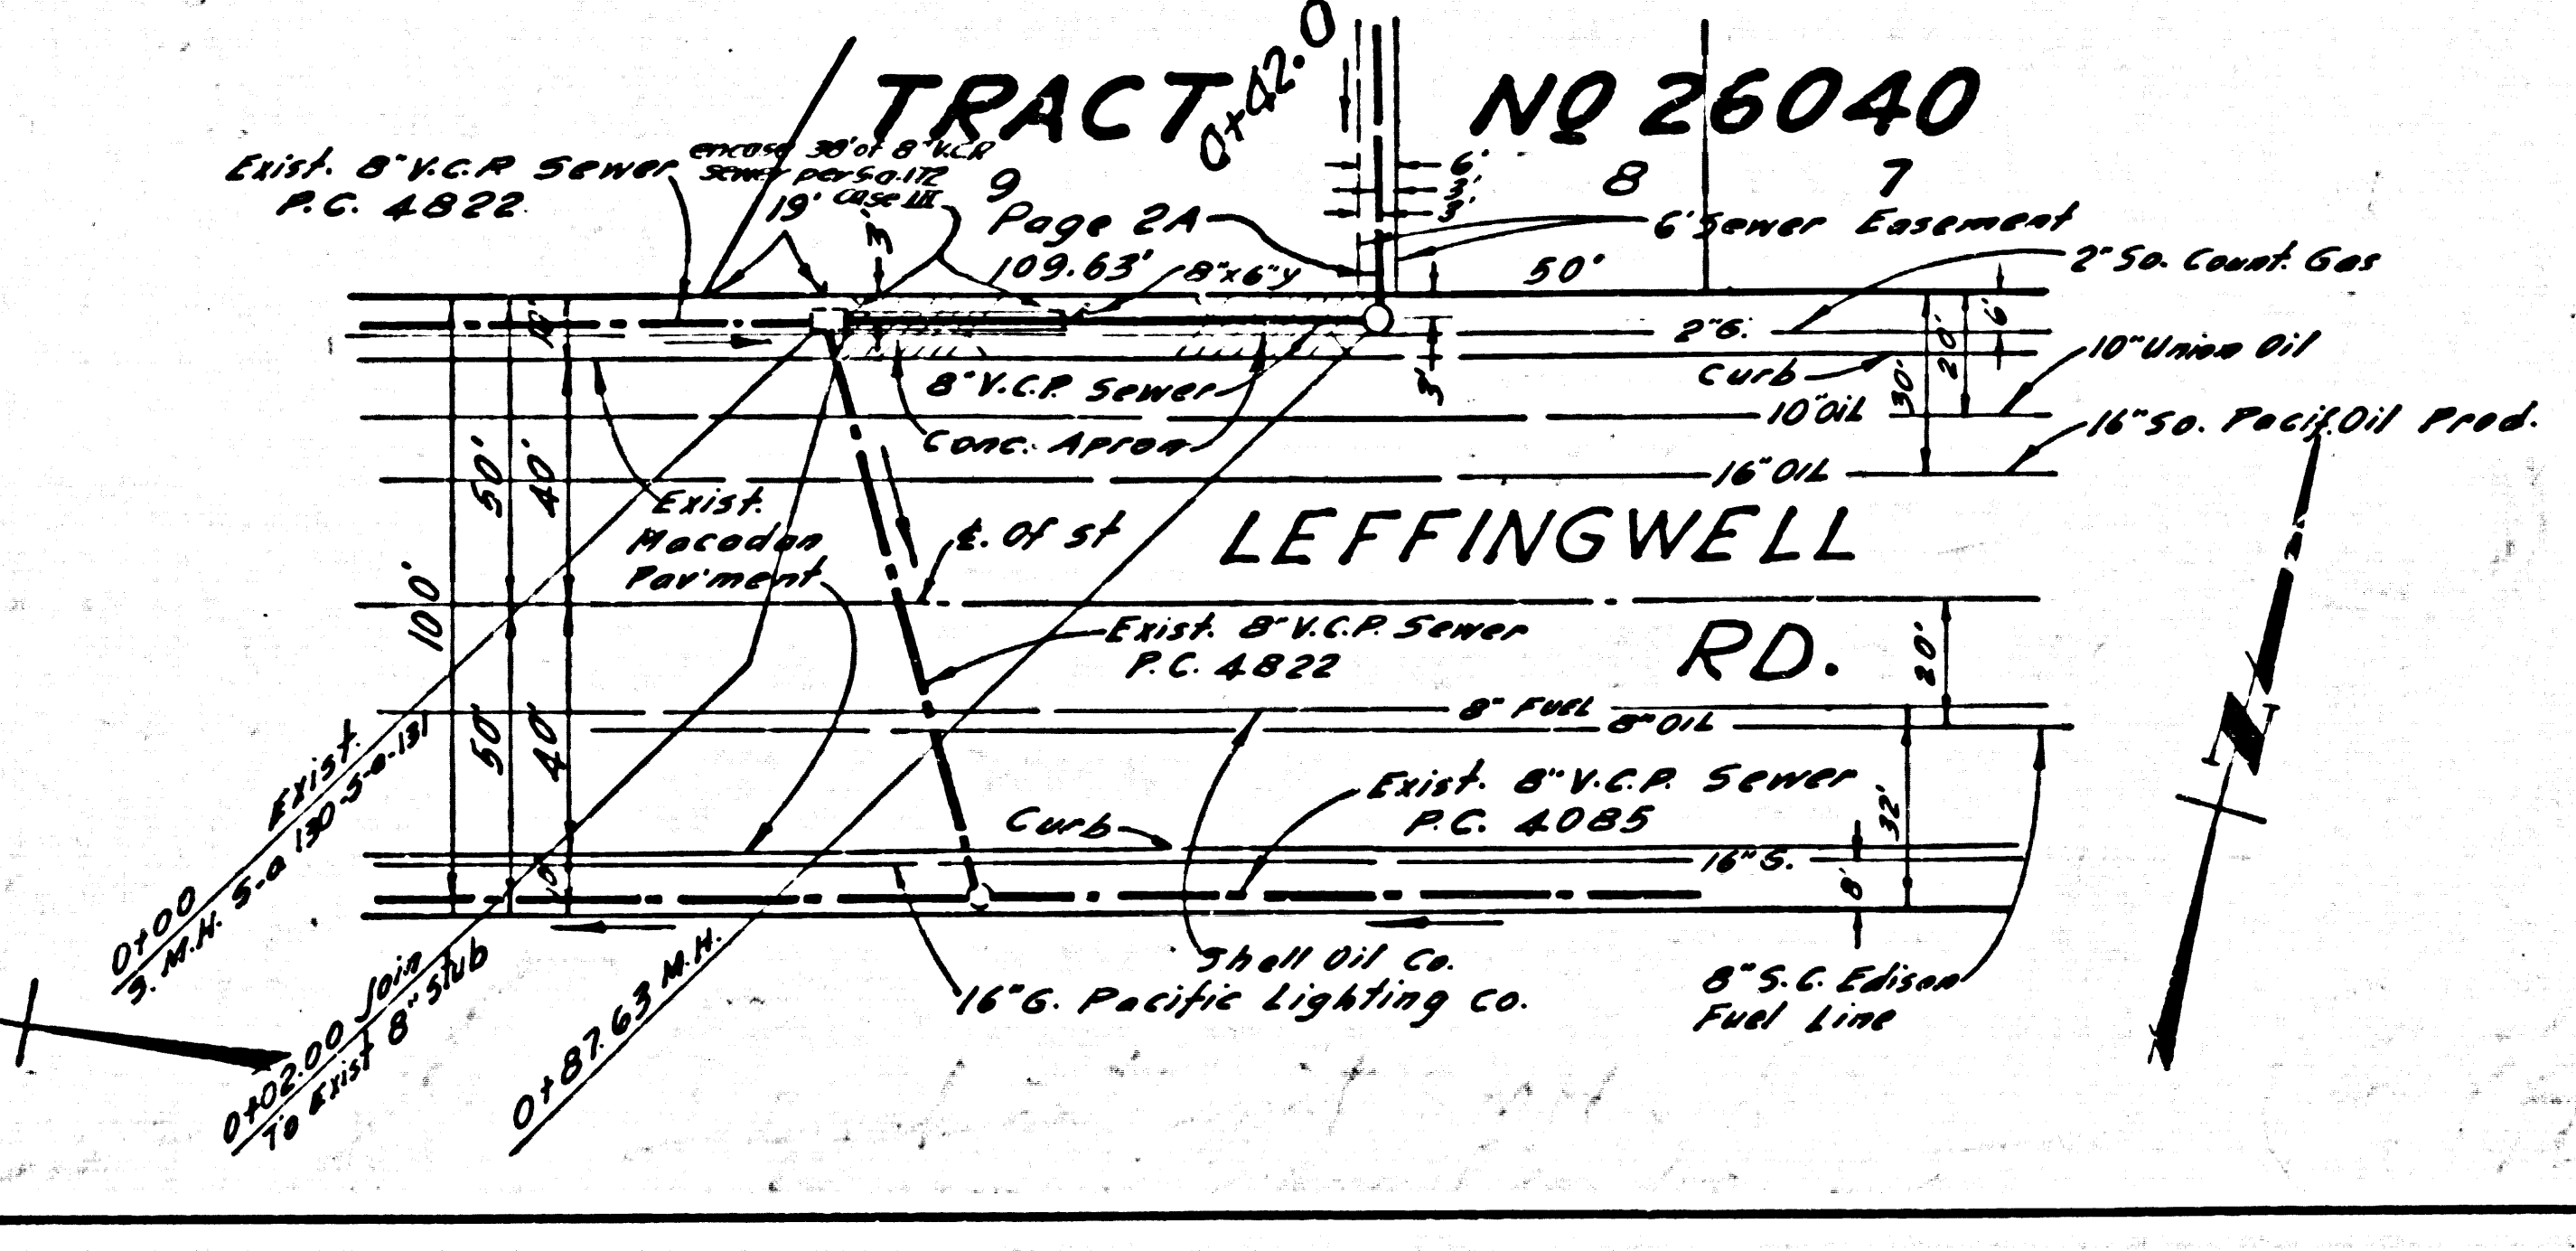 TRACT NO 26040
0+42.0
Exist. 8" V.C.P. Sewer
P.C. 4822
encase 38' of 8" V.C.P.
sewer per S.a. 172
Case III
19'
3'
9
8
7
6'
3'
3'
Page 2A
6' Sewer Easement
109.63'
8"x6"y
50'
2" So. Count. Gas
10'
2" G.
6'
20'
30'
10" Union Oil
8" V.C.P. Sewer
3'
Curb
10" OIL
Conc. Apron
16" So. Pacif. Oil Prod.
50'
40'
16" OIL
Exist.
Macadan
Pav'ment
℄. Of St
LEFFINGWELL
RD.
100'
Exist. 8" V.C.P. Sewer
P.C. 4822
20'
50'
40'
8" FUEL
8" OIL
N
Exist. 8" V.C.P. Sewer
P.C. 4085
Curb
32'
16" G.
10'
8'
0+00 Exist.
S. M.H. S-a 130-S-a-131
0+02.00 Join
To Exist 8" Stub
0+87.63 M.H.
Shell Oil Co.
16" G. Pacific Lighting Co.
8" S.C. Edison
Fuel Line